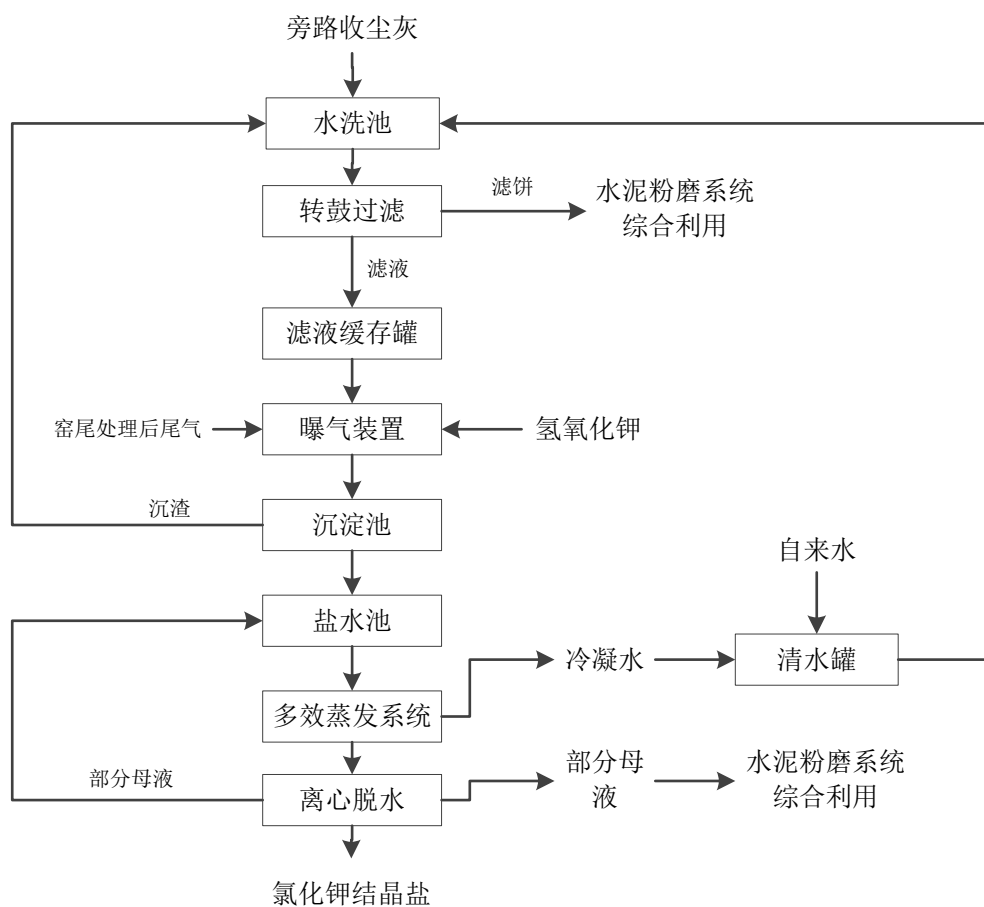 旁路收尘灰
水洗池
转鼓过滤
滤饼
水泥粉磨系统
综合利用
滤液
滤液缓存罐
窑尾处理后尾气
曝气装置
氢氧化钾
沉渣
沉淀池
自来水
盐水池
冷凝水
清水罐
多效蒸发系统
部分母液
离心脱水
部分母
液
水泥粉磨系统
综合利用
氯化钾结晶盐